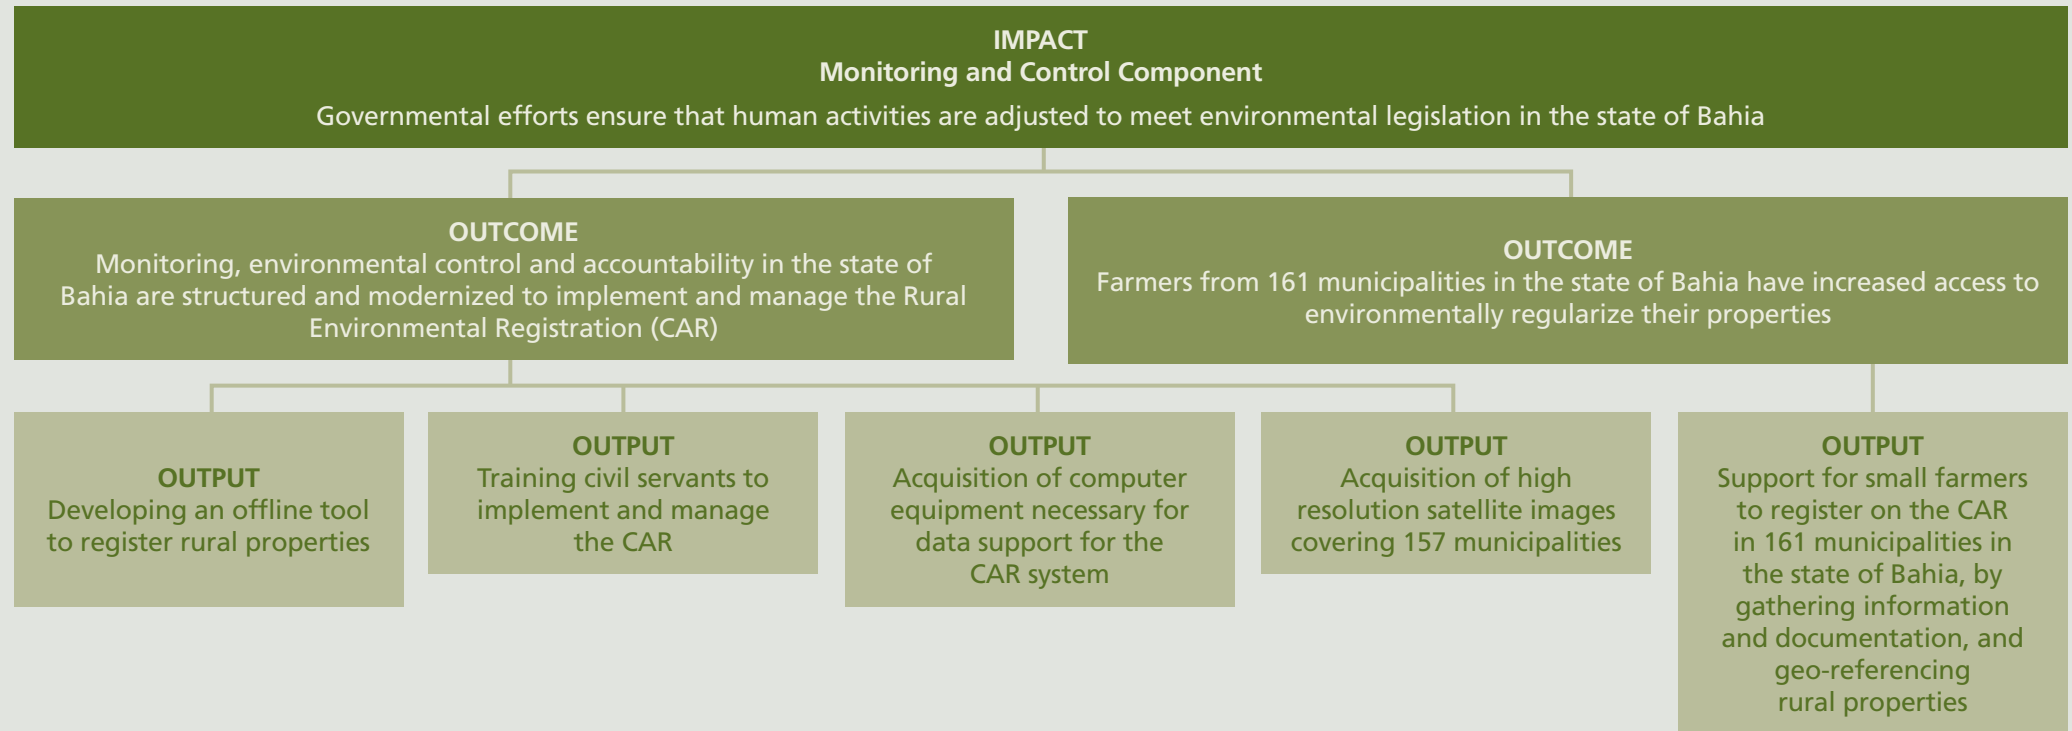 IMPACT
Monitoring and Control Component
Governmental efforts ensure that human activities are adjusted to meet environmental legislation in the state of Bahia
OUTCOME
Monitoring, environmental control and accountability in the state of
Bahia are structured and modernized to implement and manage the Rural
Environmental Registration (CAR)
OUTCOME
Farmers from 161 municipalities in the state of Bahia have increased access to
environmentally regularize their properties
OUTPUT
Developing an offline tool
to register rural properties
OUTPUT
Training civil servants to
implement and manage
the CAR
OUTPUT
Acquisition of computer
equipment necessary for
data support for the
CAR system
OUTPUT
Acquisition of high
resolution satellite images
covering 157 municipalities
OUTPUT
Support for small farmers
to register on the CAR
in 161 municipalities in
the state of Bahia, by
gathering information
and documentation, and
geo-referencing
rural properties